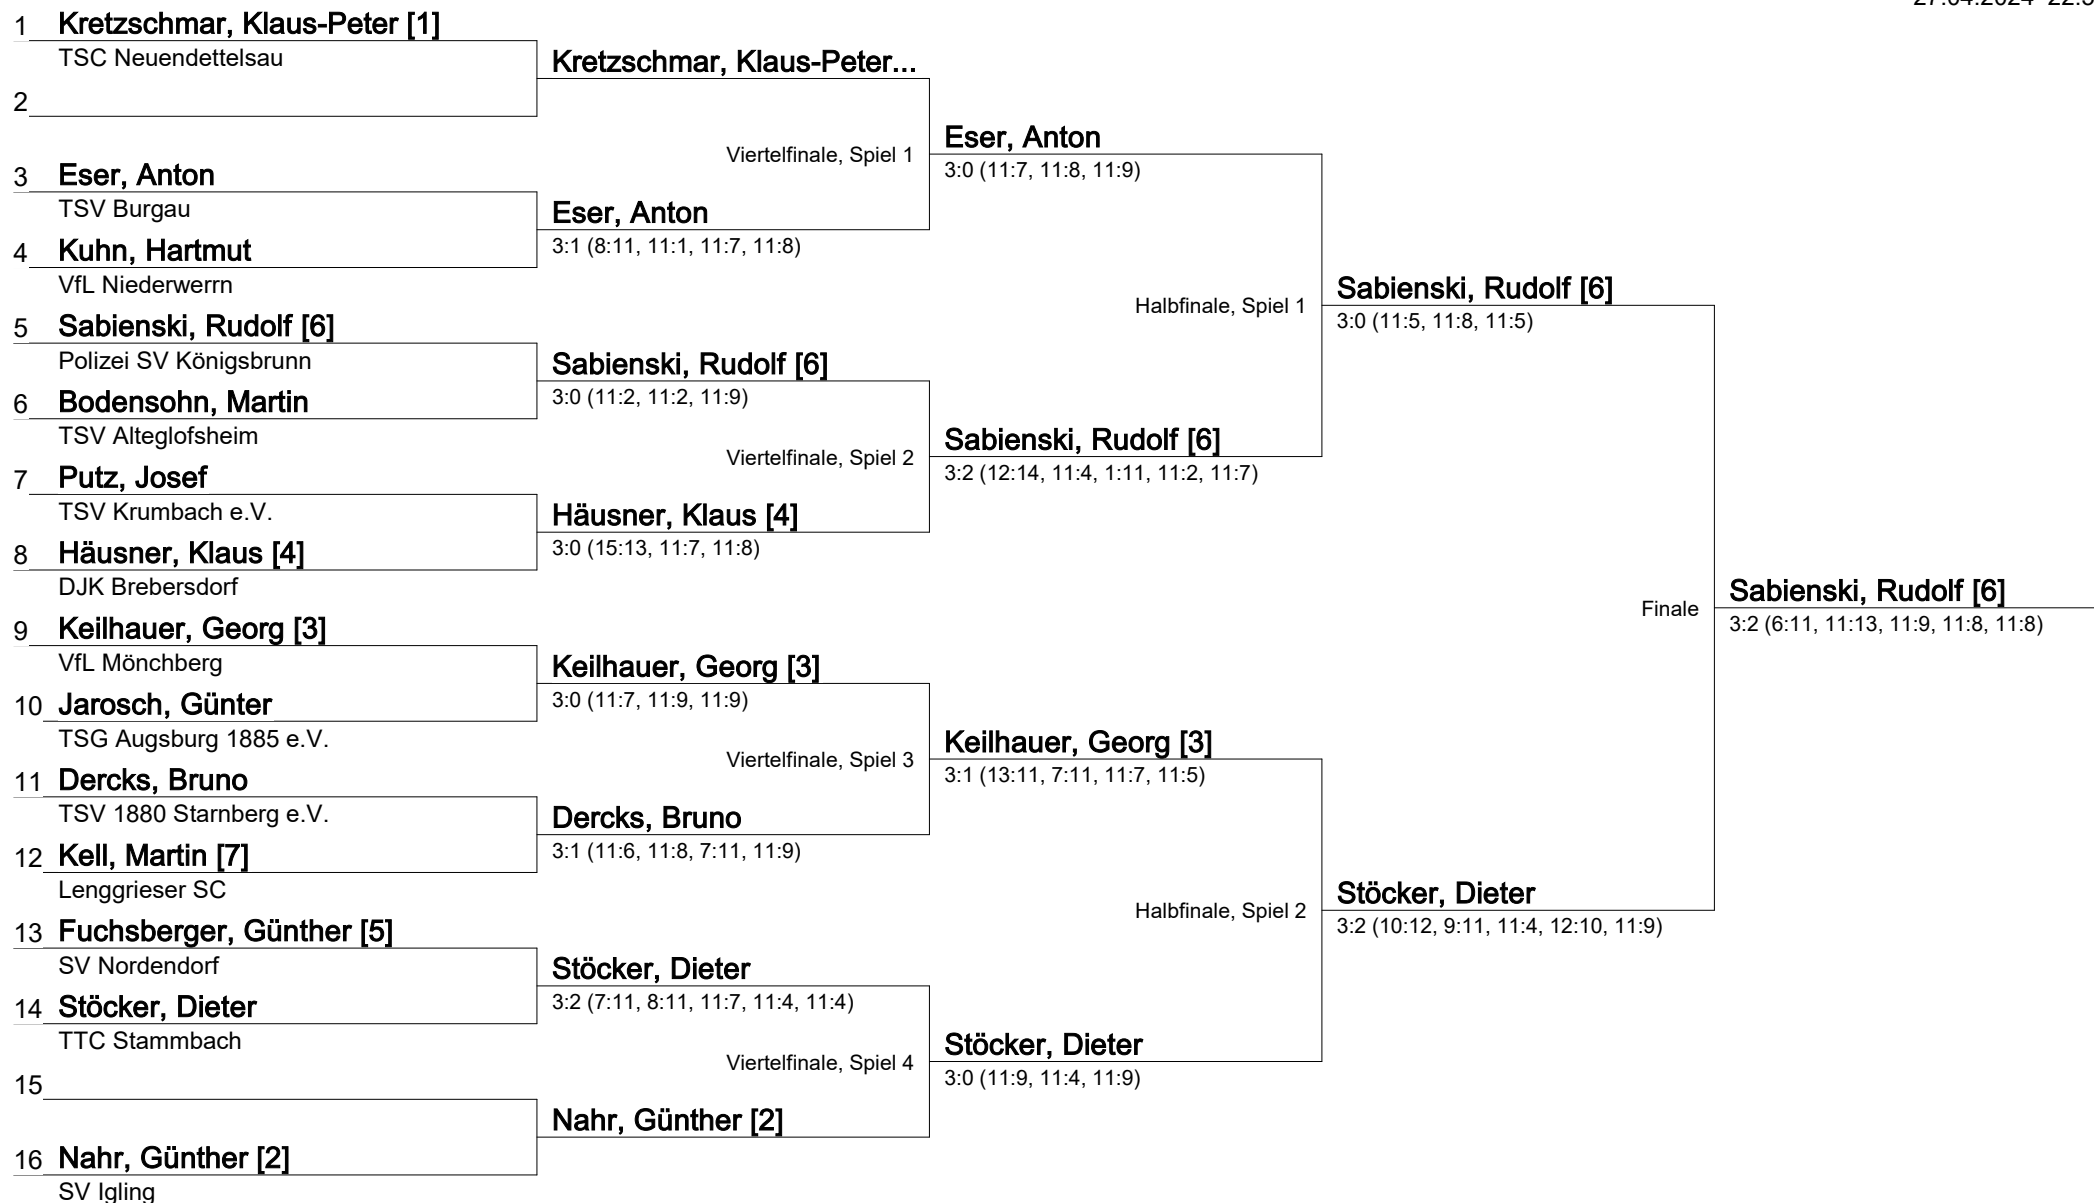 27.04.2024 22:3
1 Kretzschmar, Klaus-Peter [1]
TSC Neuendettelsau
Kretzschmar, Klaus-Peter...
2
Viertelfinale, Spiel 1
Eser, Anton
3:0 (11:7, 11:8, 11:9)
3 Eser, Anton
TSV Burgau
Eser, Anton
3:1 (8:11, 11:1, 11:7, 11:8)
4 Kuhn, Hartmut
VfL Niederwerrn
Halbfinale, Spiel 1
Sabienski, Rudolf [6]
3:0 (11:5, 11:8, 11:5)
5 Sabienski, Rudolf [6]
Polizei SV Königsbrunn
Sabienski, Rudolf [6]
3:0 (11:2, 11:2, 11:9)
6 Bodensohn, Martin
TSV Alteglofsheim
Viertelfinale, Spiel 2
Sabienski, Rudolf [6]
3:2 (12:14, 11:4, 1:11, 11:2, 11:7)
7 Putz, Josef
TSV Krumbach e.V.
Häusner, Klaus [4]
3:0 (15:13, 11:7, 11:8)
8 Häusner, Klaus [4]
DJK Brebersdorf
Finale
Sabienski, Rudolf [6]
3:2 (6:11, 11:13, 11:9, 11:8, 11:8)
9 Keilhauer, Georg [3]
VfL Mönchberg
Keilhauer, Georg [3]
3:0 (11:7, 11:9, 11:9)
10 Jarosch, Günter
TSG Augsburg 1885 e.V.
Viertelfinale, Spiel 3
Keilhauer, Georg [3]
3:1 (13:11, 7:11, 11:7, 11:5)
11 Dercks, Bruno
TSV 1880 Starnberg e.V.
Dercks, Bruno
3:1 (11:6, 11:8, 7:11, 11:9)
12 Kell, Martin [7]
Lenggrieser SC
Halbfinale, Spiel 2
Stöcker, Dieter
3:2 (10:12, 9:11, 11:4, 12:10, 11:9)
13 Fuchsberger, Günther [5]
SV Nordendorf
Stöcker, Dieter
3:2 (7:11, 8:11, 11:7, 11:4, 11:4)
14 Stöcker, Dieter
TTC Stammbach
Viertelfinale, Spiel 4
Stöcker, Dieter
3:0 (11:9, 11:4, 11:9)
15
Nahr, Günther [2]
16 Nahr, Günther [2]
SV Igling